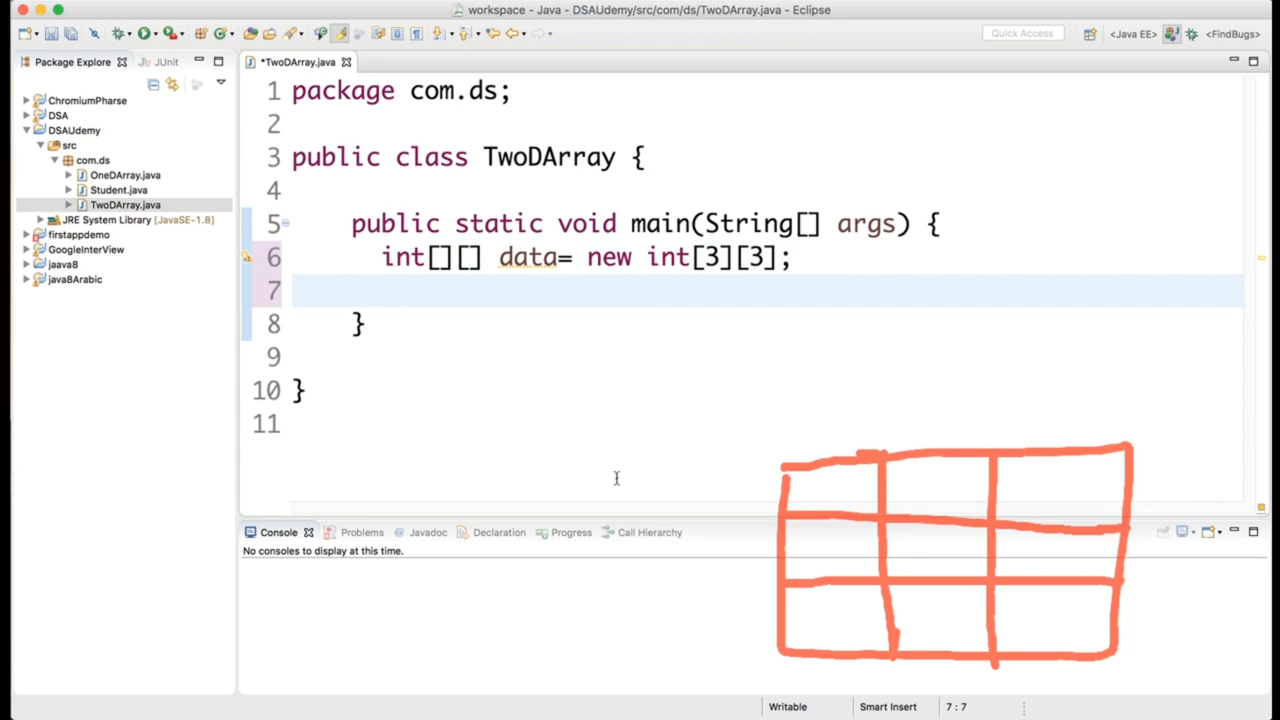 workspace - Java - DSAUdemy/src/com/ds/TwoDArray.java - Eclipse
Quick Access
<Java EE>
<FindBugs>
Package Explore
JUnit
ChromiumPharse
DSA
DSAUdemy
src
com.ds
OneDArray.java
Student.java
TwoDArray.java
JRE System Library [JavaSE-1.8]
firstappdemo
GoogleInterView
jaava8
java8Arabic
*TwoDArray.java
1 package com.ds;
2
3 public class TwoDArray {
4
5 public static void main(String[] args) {
6 int[][] data= new int[3][3];
7
8 }
9
10 }
11
Console
Problems
@ Javadoc
Declaration
Progress
Call Hierarchy
No consoles to display at this time.
Writable
Smart Insert
7 : 7